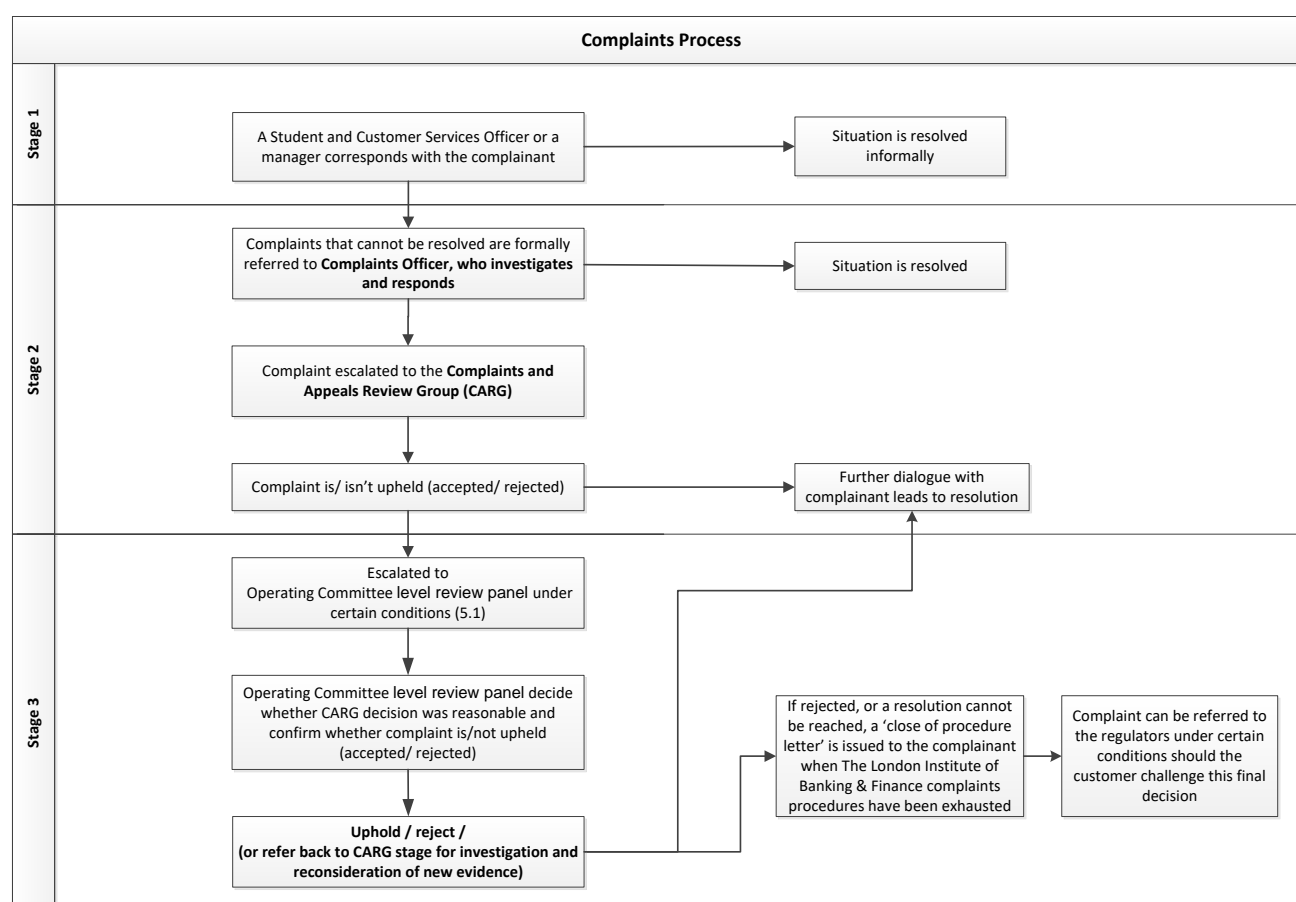 Complaints Process
Stage 1
A Student and Customer Services Officer or a
manager corresponds with the complainant
Situation is resolved
informally
Stage 2
Complaints that cannot be resolved are formally
referred to Complaints Officer, who investigates
and responds
Situation is resolved
Complaint escalated to the Complaints and
Appeals Review Group (CARG)
Complaint is/ isn’t upheld (accepted/ rejected)
Further dialogue with
complainant leads to resolution
Stage 3
Escalated to
Operating Committee level review panel under
certain conditions (5.1)
Operating Committee level review panel decide
whether CARG decision was reasonable and
confirm whether complaint is/not upheld
(accepted/ rejected)
Uphold / reject /
(or refer back to CARG stage for investigation and
reconsideration of new evidence)
If rejected, or a resolution cannot
be reached, a ‘close of procedure
letter’ is issued to the complainant
when The London Institute of
Banking & Finance complaints
procedures have been exhausted
Complaint can be referred to
the regulators under certain
conditions should the
customer challenge this final
decision